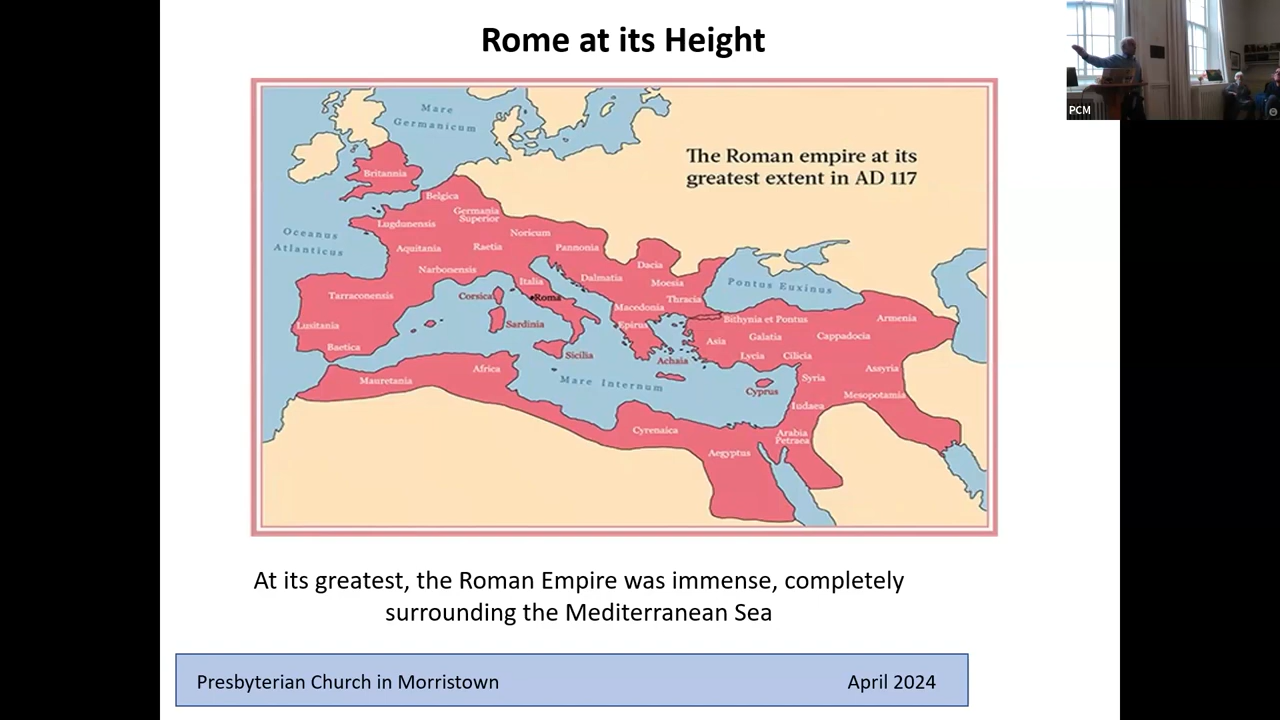 Rome at its Height
PCM
Mare
Germanicum
The Roman empire at its
greatest extent in AD 117
Britannia
Belgica
Germania
Superior
Lugdunensis
Oceanus
Atlanticus
Noricum
Aquitania
Raetia
Pannonia
Narbonensis
Dacia
Italia
Dalmatia
Moesia
Pontus Euxinus
Tarraconensis
Corsica
Roma
Thracia
Macedonia
Lusitania
Sardinia
Epirus
Bithynia et Pontus
Armenia
Baetica
Asia
Galatia
Cappadocia
Sicilia
Achaia
Lycia
Cilicia
Mauretania
Africa
Mare Internum
Syria
Assyria
Cyprus
Mesopotamia
Iudaea
Cyrenaica
Arabia
Petraea
Aegyptus
At its greatest, the Roman Empire was immense, completely
surrounding the Mediterranean Sea
Presbyterian Church in Morristown
April 2024